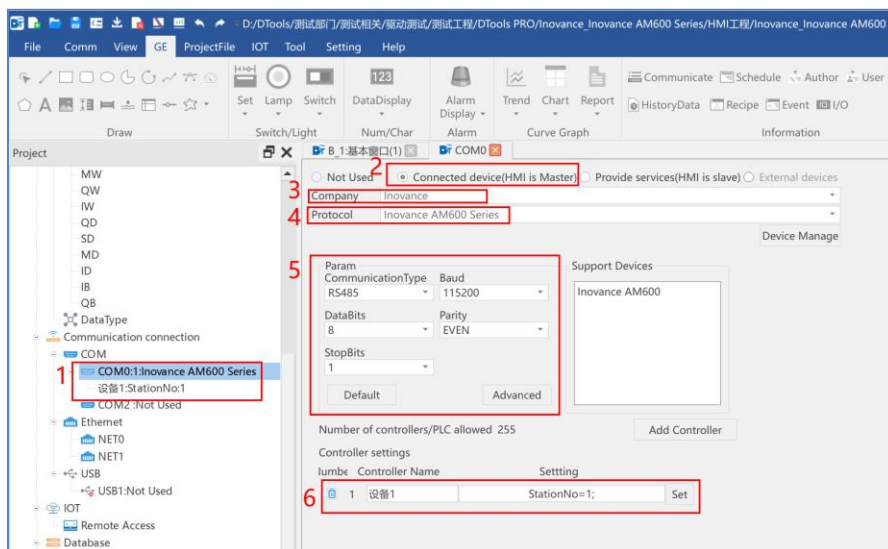 D:/DTools/测试部门/测试相关/驱动测试/测试工程/DTools PRO/Inovance_Inovance AM600 Series/HMI工程/Inovance_Inovance AM600
File Comm View GE ProjectFile IOT Tool Setting Help
Set Lamp Switch DataDisplay Alarm Display Trend Chart Report
123
Communicate Schedule Author User
HistoryData Recipe Event I/O
Draw Switch/Light Num/Char Alarm Curve Graph Information
Project
B_1:基本窗口(1) COM0
MW
QW
IW
QD
SD
MD
ID
IB
QB
DataType
Communication connection
COM
1
COM0:1:Inovance AM600 Series
设备1:StationNo:1
COM2 :Not Used
Ethernet
NET0
NET1
USB
USB1:Not Used
IOT
Remote Access
Database
2
Not Used Connected device(HMI is Master) Provide services(HMI is slave) External devices
3 Company Inovance
4 Protocol Inovance AM600 Series
Device Manage
5
Param
CommunicationType Baud
RS485 115200
DataBits Parity
8 EVEN
StopBits
1
Default Advanced
Support Devices
Inovance AM600
Number of controllers/PLC allowed 255 Add Controller
Controller settings
lumbe Controller Name Settting
6 1 设备1 StationNo=1; Set